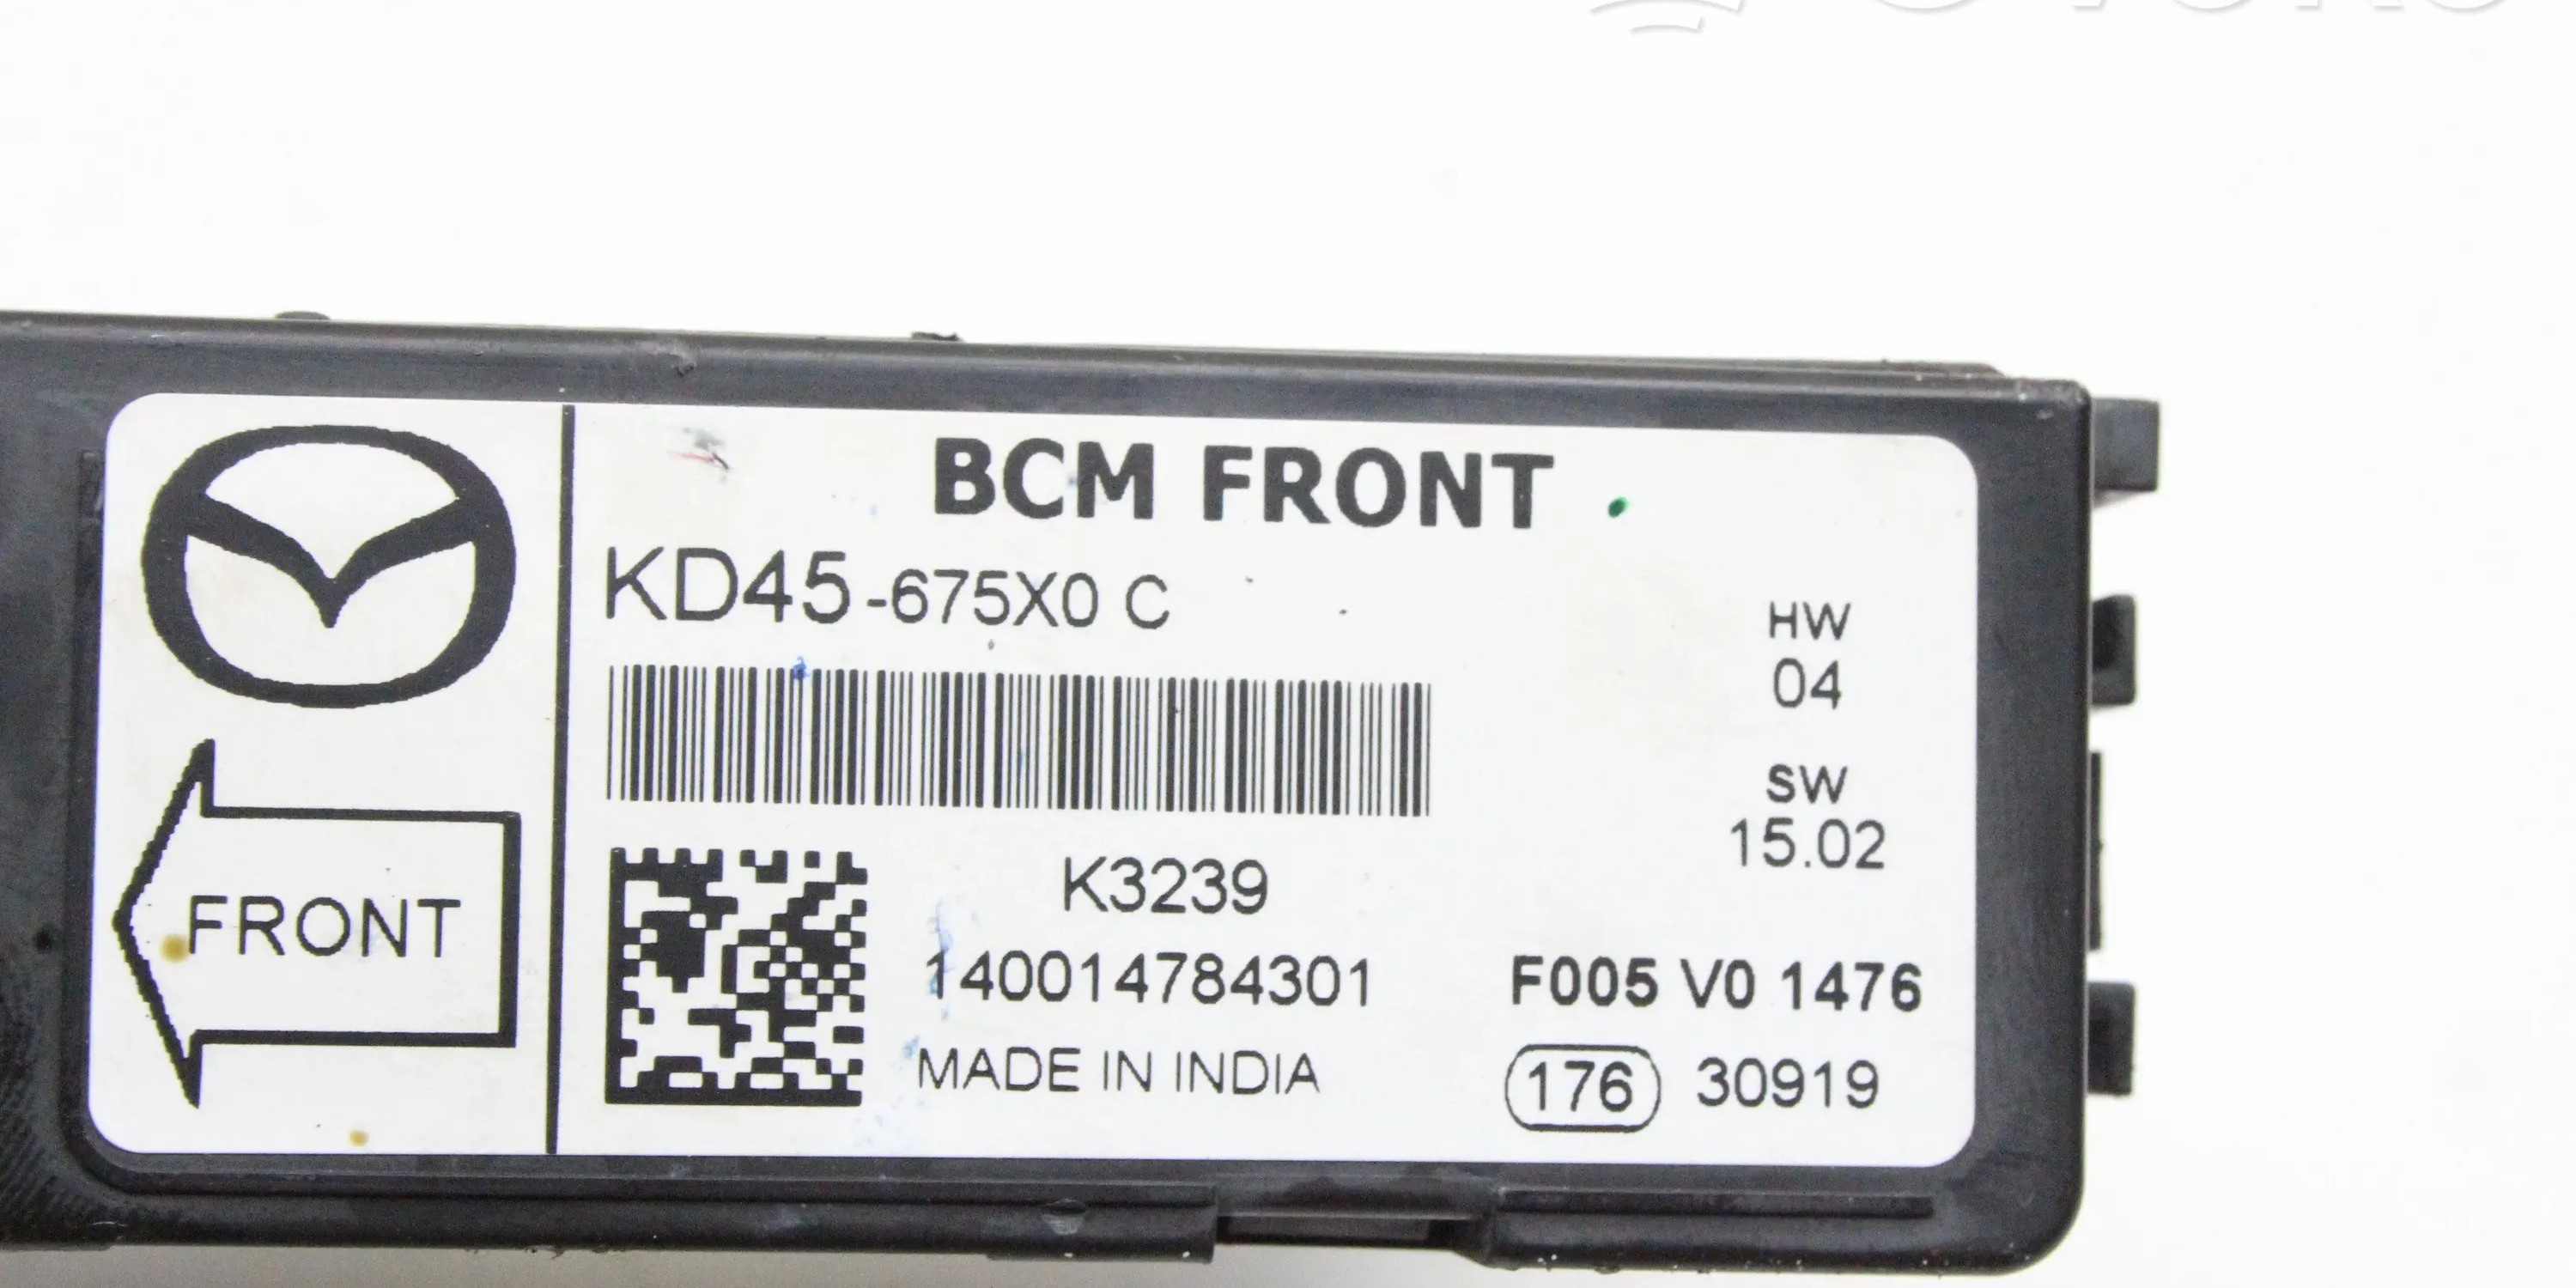 BCM FRONT
KD45-675X0 C
HW
04
SW
15.02
K3239
140014784301
MADE IN INDIA
F005 V0 1476
176 30919
FRONT